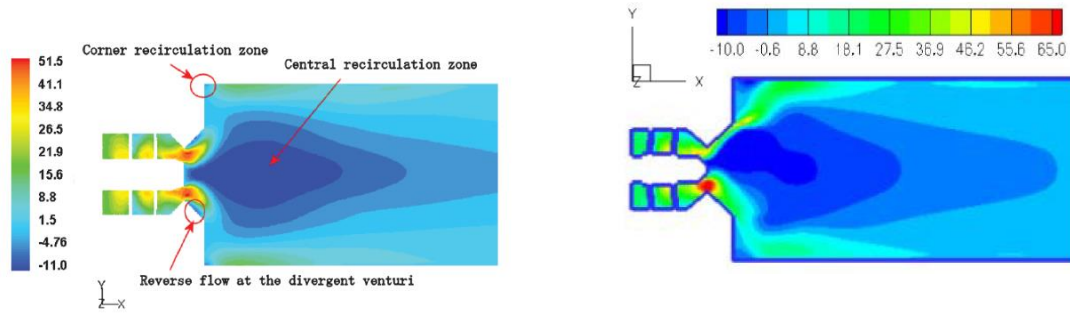 Corner recirculation zone
Central recirculation zone
51.5
41.1
34.8
26.5
21.9
15.6
8.8
1.5
-4.76
-11.0
Reverse flow at the divergent venturi
Y
Z X
Y
Z X
-10.0 -0.6 8.8 18.1 27.5 36.9 46.2 55.6 65.0